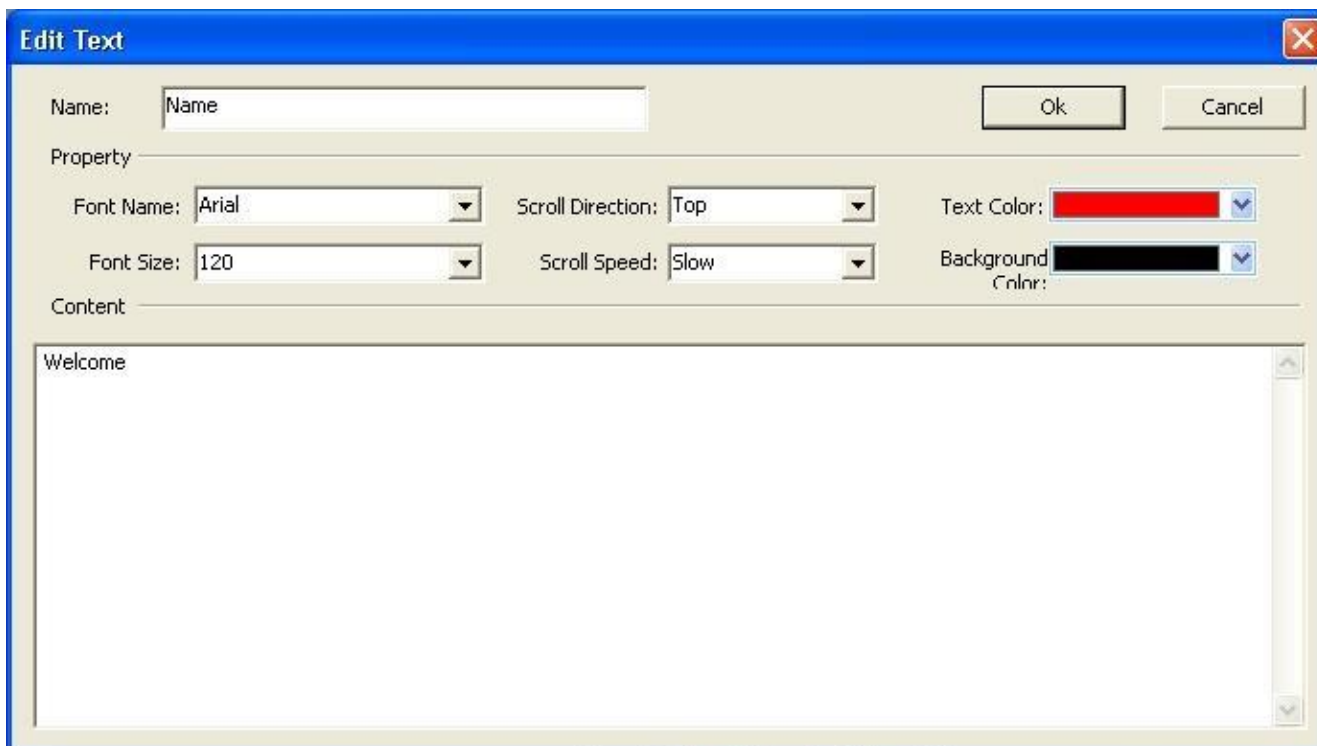 Edit Text
Name: Name Ok Cancel
Property
Font Name: Arial Scroll Direction: Top Text Color:
Font Size: 120 Scroll Speed: Slow Background
Color:
Content
Welcome